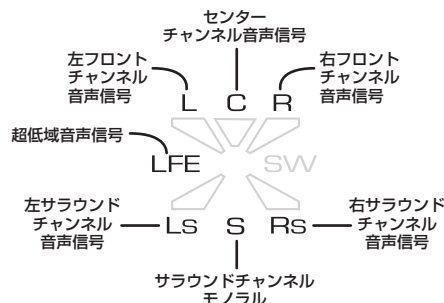 センター
チャンネル音声信号
左フロント
チャンネル
音声信号
右フロント
チャンネル
音声信号
L C R
超低域音声信号
LFE SW
左サラウンド
チャンネル
音声信号
LS S RS
右サラウンド
チャンネル
音声信号
サラウンドチャンネル
モノラル